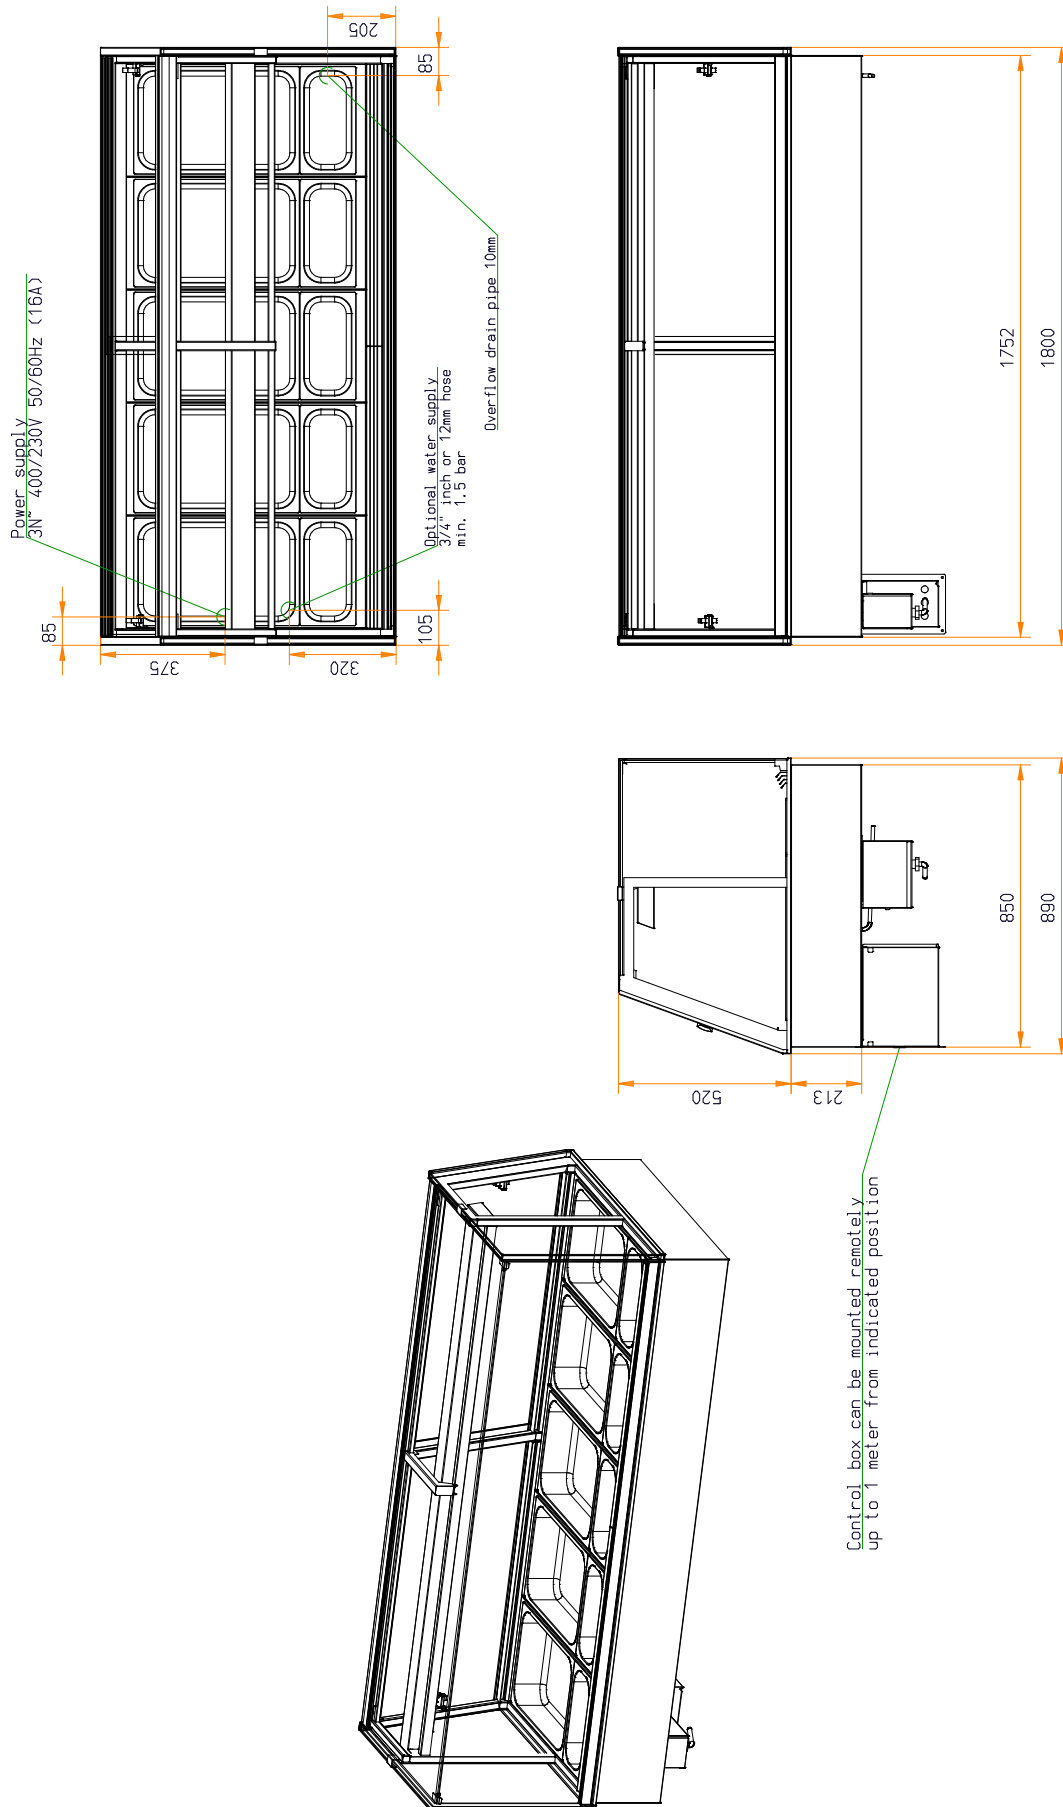 Power supply
3N~ 400/230V 50/60Hz (16A)
Optional water supply
3/4" inch or 12mm hose
min. 1.5 bar
Overflow drain pipe 10mm
205
85
85
375
320
105
1752
1800
850
890
520
213
Control box can be mounted remotely
up to 1 meter from indicated position